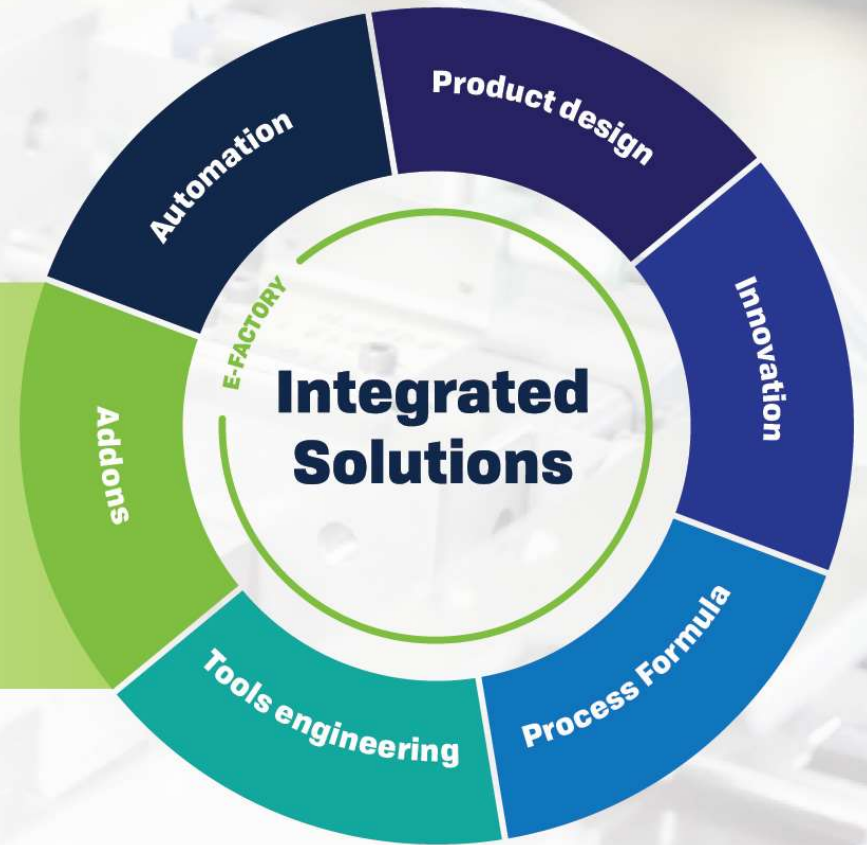 Product design
Innovation
Process Formula
Tools engineering
Addons
Automation
E-FACTORY
Integrated
Solutions